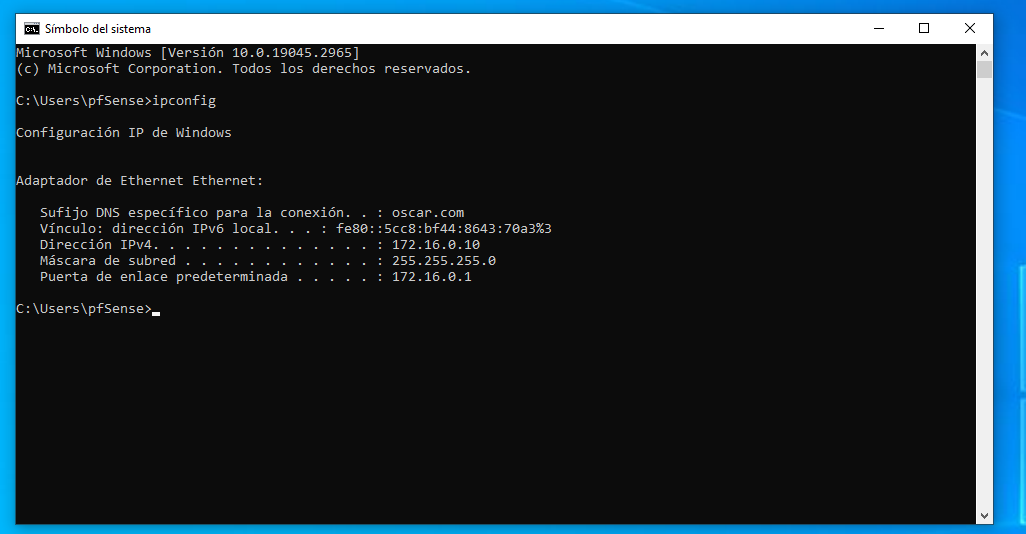 Símbolo del sistema
Microsoft Windows [Versión 10.0.19045.2965]
(c) Microsoft Corporation. Todos los derechos reservados.
C:\Users\pfSense>ipconfig
Configuración IP de Windows
Adaptador de Ethernet Ethernet:
Sufijo DNS específico para la conexión. . : oscar.com
Vínculo: dirección IPv6 local. . . : fe80::5cc8:bf44:8643:70a3%3
Dirección IPv4. . . . . . . . . . . . . . : 172.16.0.10
Máscara de subred . . . . . . . . . . . . : 255.255.255.0
Puerta de enlace predeterminada . . . . . : 172.16.0.1
C:\Users\pfSense>